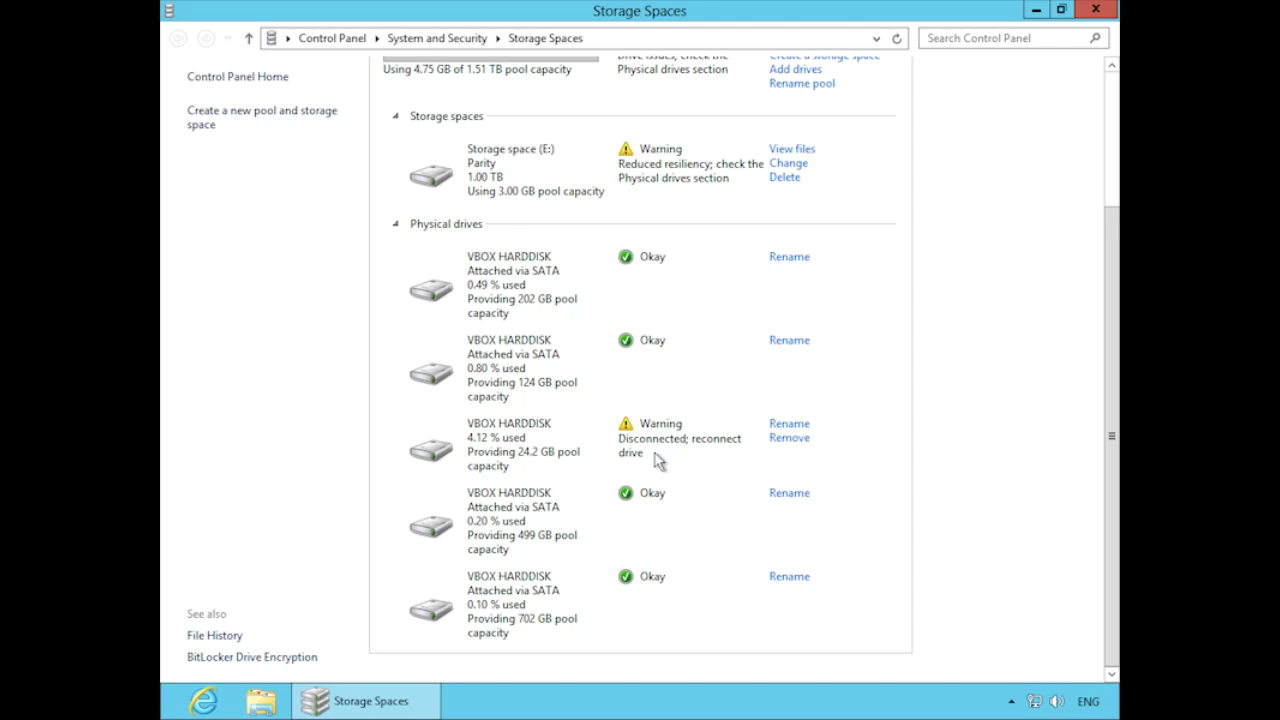 Storage Spaces
Control Panel
System and Security
Storage Spaces
Search Control Panel
Control Panel Home
Create a new pool and storage
space
Using 4.75 GB of 1.51 TB pool capacity
Drive issues; check the
Physical drives section
Create a storage space
Add drives
Rename pool
Storage spaces
Storage space (E:)
Parity
1.00 TB
Using 3.00 GB pool capacity
Warning
Reduced resiliency; check the
Physical drives section
View files
Change
Delete
Physical drives
VBOX HARDDISK
Attached via SATA
0.49 % used
Providing 202 GB pool
capacity
Okay
Rename
VBOX HARDDISK
Attached via SATA
0.80 % used
Providing 124 GB pool
capacity
Okay
Rename
VBOX HARDDISK
4.12 % used
Providing 24.2 GB pool
capacity
Warning
Disconnected; reconnect
drive
Rename
Remove
VBOX HARDDISK
Attached via SATA
0.20 % used
Providing 499 GB pool
capacity
Okay
Rename
VBOX HARDDISK
Attached via SATA
0.10 % used
Providing 702 GB pool
capacity
Okay
Rename
See also
File History
BitLocker Drive Encryption
Storage Spaces
ENG